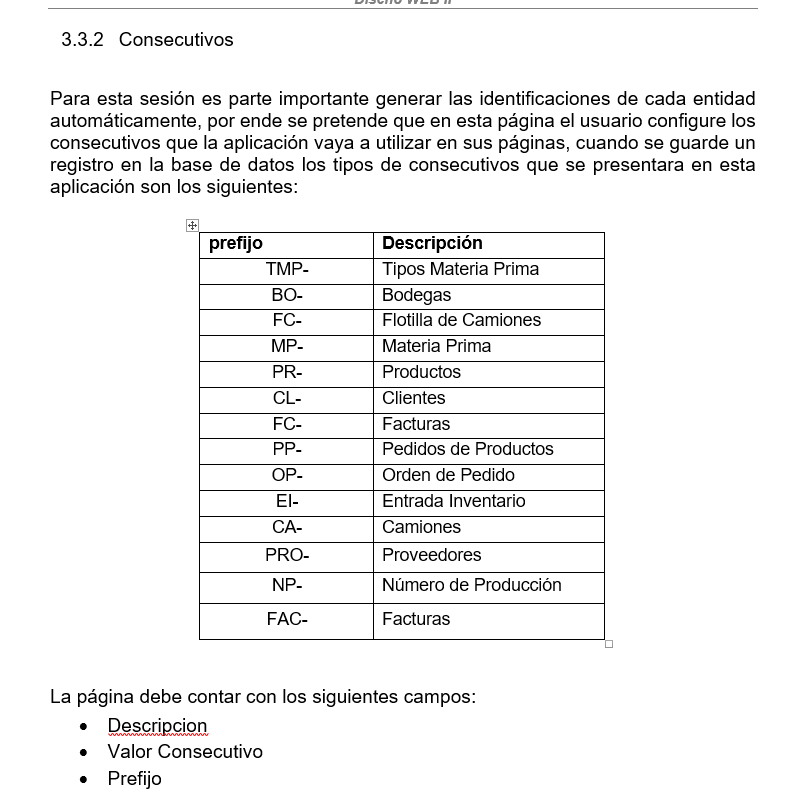 Diseño WEB II
3.3.2 Consecutivos
Para esta sesión es parte importante generar las identificaciones de cada entidad
automáticamente, por ende se pretende que en esta página el usuario configure los
consecutivos que la aplicación vaya a utilizar en sus páginas, cuando se guarde un
registro en la base de datos los tipos de consecutivos que se presentara en esta
aplicación son los siguientes:
prefijo Descripción
TMP- Tipos Materia Prima
BO- Bodegas
FC- Flotilla de Camiones
MP- Materia Prima
PR- Productos
CL- Clientes
FC- Facturas
PP- Pedidos de Productos
OP- Orden de Pedido
EI- Entrada Inventario
CA- Camiones
PRO- Proveedores
NP- Número de Producción
FAC- Facturas
La página debe contar con los siguientes campos:
• Descripcion
• Valor Consecutivo
• Prefijo